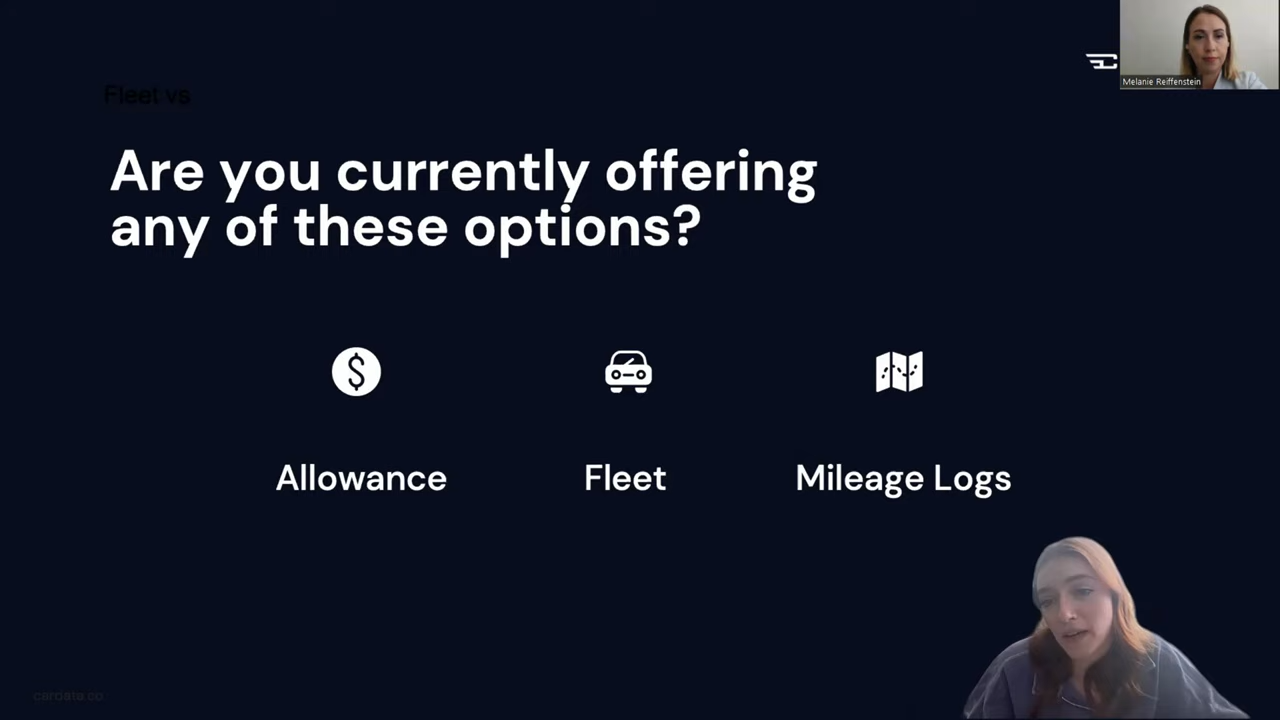 Melanie Reiffenstein
Fleet vs
Are you currently offering
any of these options?
Allowance
Fleet
Mileage Logs
cardata.co